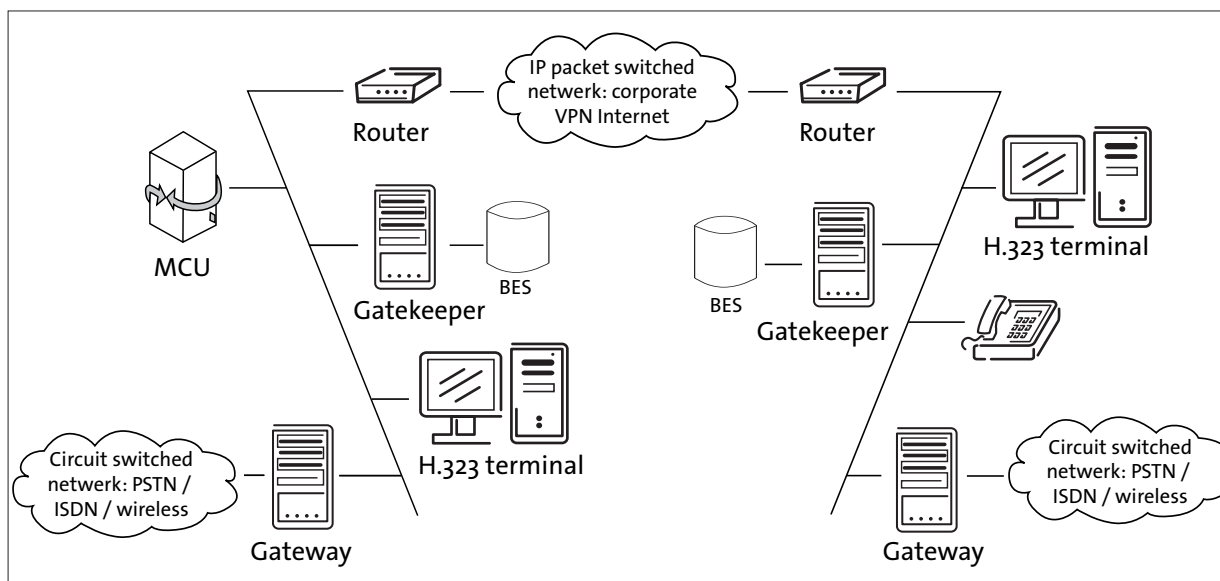 IP packet switched
netwerk: corporate
VPN Internet
Router
Router
MCU
Gatekeeper
BES
BES
Gatekeeper
H.323 terminal
H.323 terminal
Circuit switched
netwerk: PSTN /
ISDN / wireless
Gateway
Circuit switched
netwerk: PSTN /
ISDN / wireless
Gateway